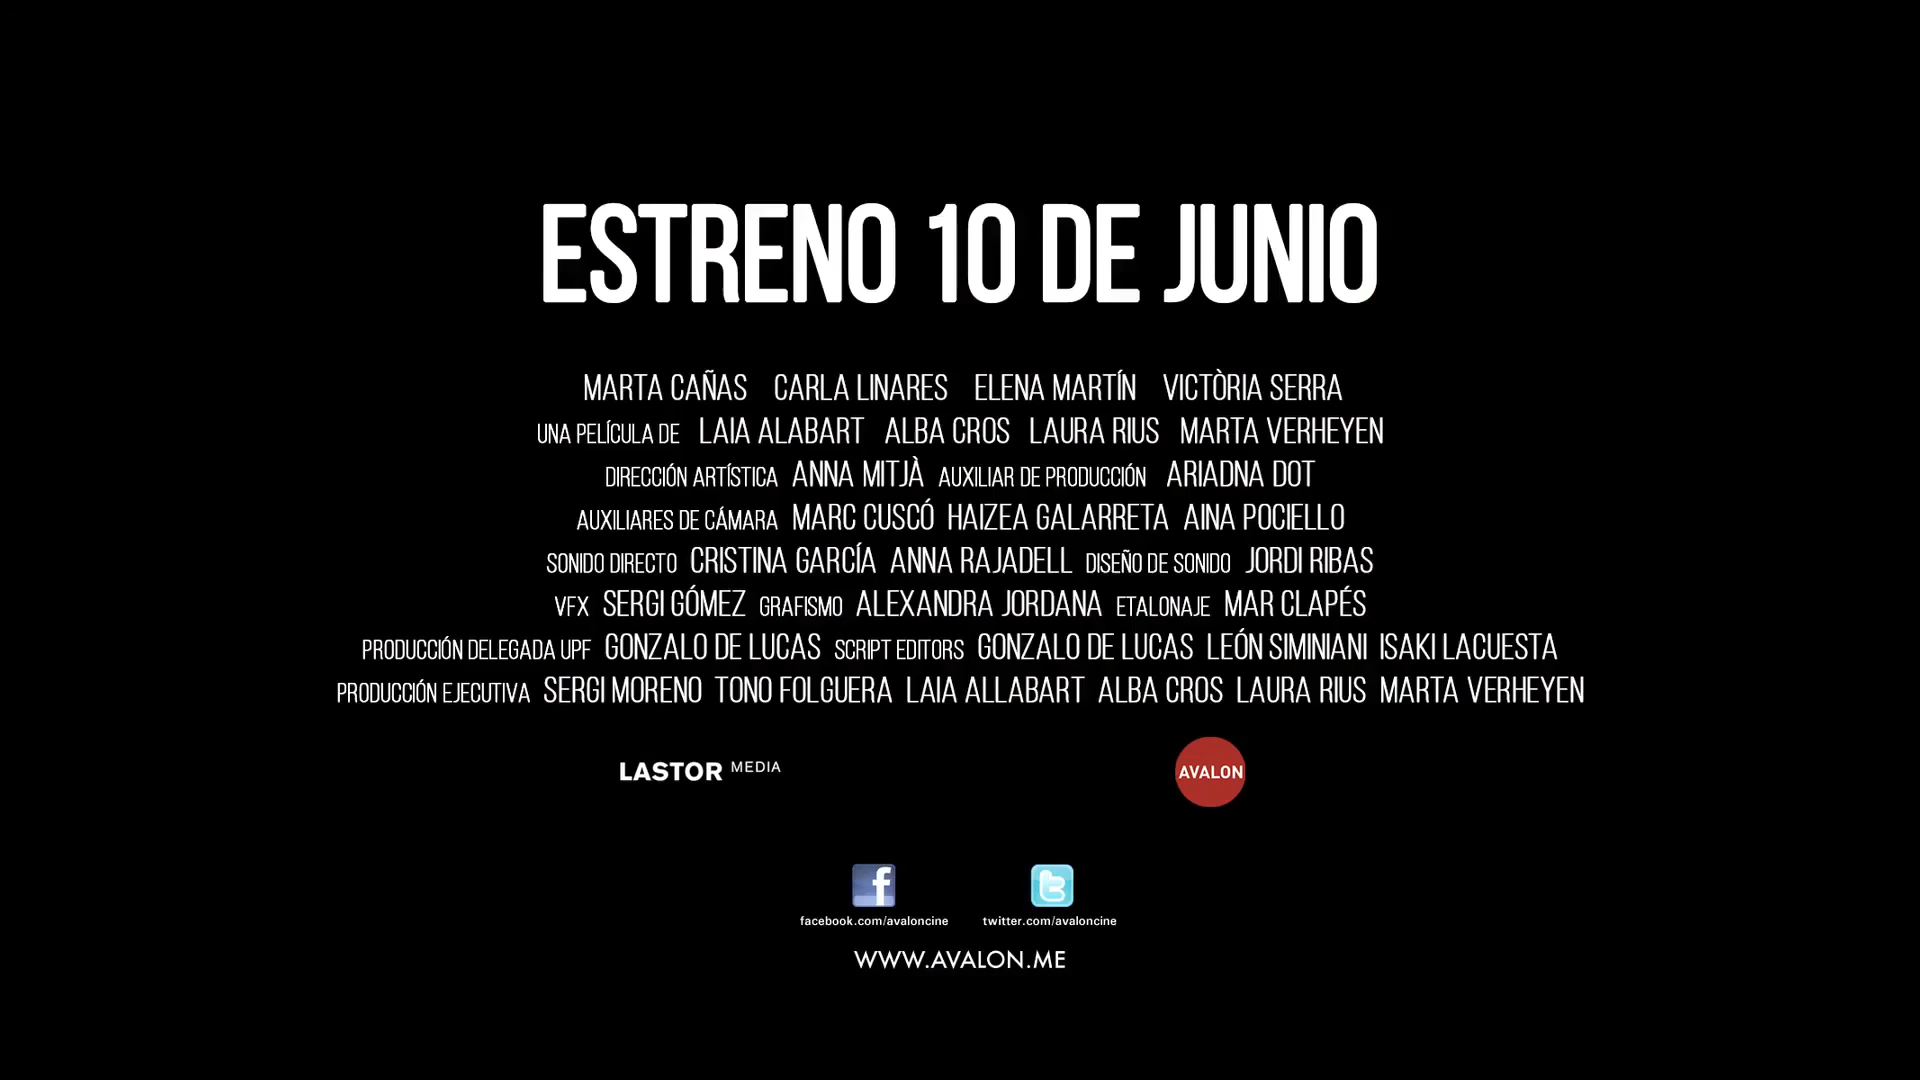 ESTRENO 10 DE JUNIO
MARTA CAÑAS CARLA LINARES ELENA MARTÍN VICTÒRIA SERRA
UNA PELÍCULA DE LAIA ALABART ALBA CROS LAURA RIUS MARTA VERHEYEN
DIRECCIÓN ARTÍSTICA ANNA MITJÀ AUXILIAR DE PRODUCCIÓN ARIADNA DOT
AUXILIARES DE CÁMARA MARC CUSCÓ HAIZEA GALARRETA AINA POCIELLO
SONIDO DIRECTO CRISTINA GARCÍA ANNA RAJADELL DISEÑO DE SONIDO JORDI RIBAS
VFX SERGI GÓMEZ GRAFISMO ALEXANDRA JORDANA ETALONAJE MAR CLAPÉS
PRODUCCIÓN DELEGADA UPF GONZALO DE LUCAS SCRIPT EDITORS GONZALO DE LUCAS LEÓN SIMINIANI ISAKI LACUESTA
PRODUCCIÓN EJECUTIVA SERGI MORENO TONO FOLGUERA LAIA ALLABART ALBA CROS LAURA RIUS MARTA VERHEYEN
LASTOR MEDIA
AVALON
facebook.com/avaloncine
twitter.com/avaloncine
WWW.AVALON.ME